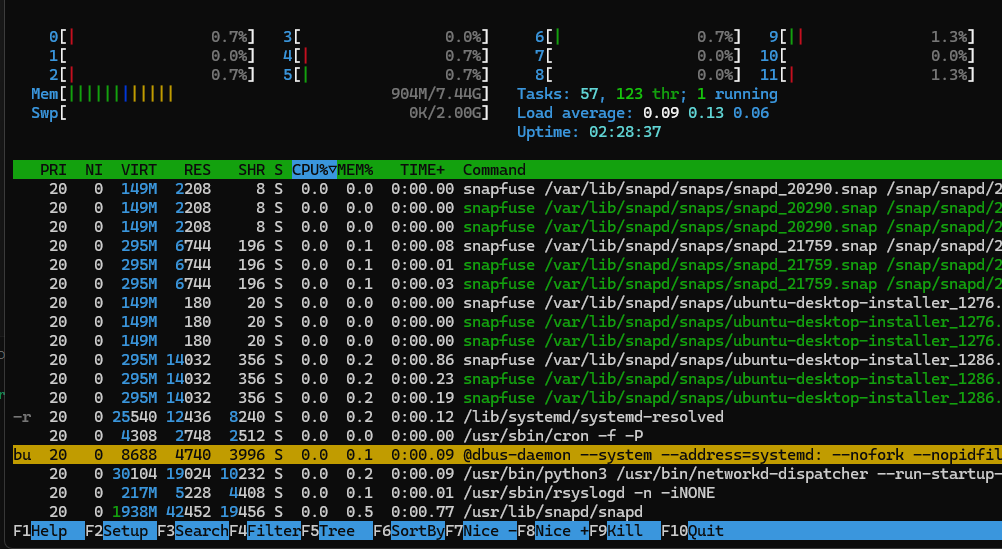 0[| 0.7%] 3[ 0.0%] 6[| 0.7%] 9[|| 1.3%]
1[ 0.0%] 4[| 0.7%] 7[ 0.0%] 10[ 0.0%]
2[| 0.7%] 5[| 0.7%] 8[ 0.0%] 11[| 1.3%]
Mem[|||||||||||| 904M/7.44G] Tasks: 57, 123 thr; 1 running
Swp[ 0K/2.00G] Load average: 0.09 0.13 0.06
Uptime: 02:28:37
PRI NI VIRT RES SHR S CPU%▽MEM% TIME+ Command
20 0 149M 2208 8 S 0.0 0.0 0:00.00 snapfuse /var/lib/snapd/snaps/snapd_20290.snap /snap/snapd/2
20 0 149M 2208 8 S 0.0 0.0 0:00.00 snapfuse /var/lib/snapd/snaps/snapd_20290.snap /snap/snapd/2
20 0 149M 2208 8 S 0.0 0.0 0:00.00 snapfuse /var/lib/snapd/snaps/snapd_20290.snap /snap/snapd/2
20 0 295M 6744 196 S 0.0 0.1 0:00.08 snapfuse /var/lib/snapd/snaps/snapd_21759.snap /snap/snapd/2
20 0 295M 6744 196 S 0.0 0.1 0:00.01 snapfuse /var/lib/snapd/snaps/snapd_21759.snap /snap/snapd/2
20 0 295M 6744 196 S 0.0 0.1 0:00.03 snapfuse /var/lib/snapd/snaps/snapd_21759.snap /snap/snapd/2
20 0 295M 180 20 S 0.0 0.0 0:00.00 snapfuse /var/lib/snapd/snaps/ubuntu-desktop-installer_1276.
20 0 149M 180 20 S 0.0 0.0 0:00.00 snapfuse /var/lib/snapd/snaps/ubuntu-desktop-installer_1276.
20 0 149M 180 20 S 0.0 0.0 0:00.00 snapfuse /var/lib/snapd/snaps/ubuntu-desktop-installer_1276.
20 0 295M 14032 356 S 0.0 0.2 0:00.86 snapfuse /var/lib/snapd/snaps/ubuntu-desktop-installer_1286.
20 0 295M 14032 356 S 0.0 0.2 0:00.23 snapfuse /var/lib/snapd/snaps/ubuntu-desktop-installer_1286.
20 0 295M 14032 356 S 0.0 0.2 0:00.19 snapfuse /var/lib/snapd/snaps/ubuntu-desktop-installer_1286.
-r 20 0 25540 12436 8240 S 0.0 0.2 0:00.12 /lib/systemd/systemd-resolved
20 0 4308 2748 2512 S 0.0 0.0 0:00.00 /usr/sbin/cron -f -P
bu 20 0 8688 4740 3996 S 0.0 0.1 0:00.09 @dbus-daemon --system --address=systemd: --nofork --nopidfil
20 0 30104 19024 10232 S 0.0 0.2 0:00.09 /usr/bin/python3 /usr/bin/networkd-dispatcher --run-startup-
20 0 217M 5228 4408 S 0.0 0.1 0:00.01 /usr/sbin/rsyslogd -n -iNONE
20 0 1938M 42452 19456 S 0.0 0.5 0:00.77 /usr/lib/snapd/snapd
F1Help F2Setup F3SearchF4FilterF5Tree F6SortByF7Nice -F8Nice +F9Kill F10Quit